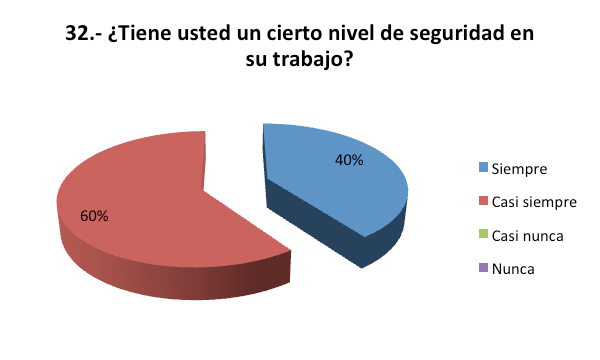 32.- ¿Tiene usted un cierto nivel de seguridad en
su trabajo?
40%
60%
Siempre
Casi siempre
Casi nunca
Nunca